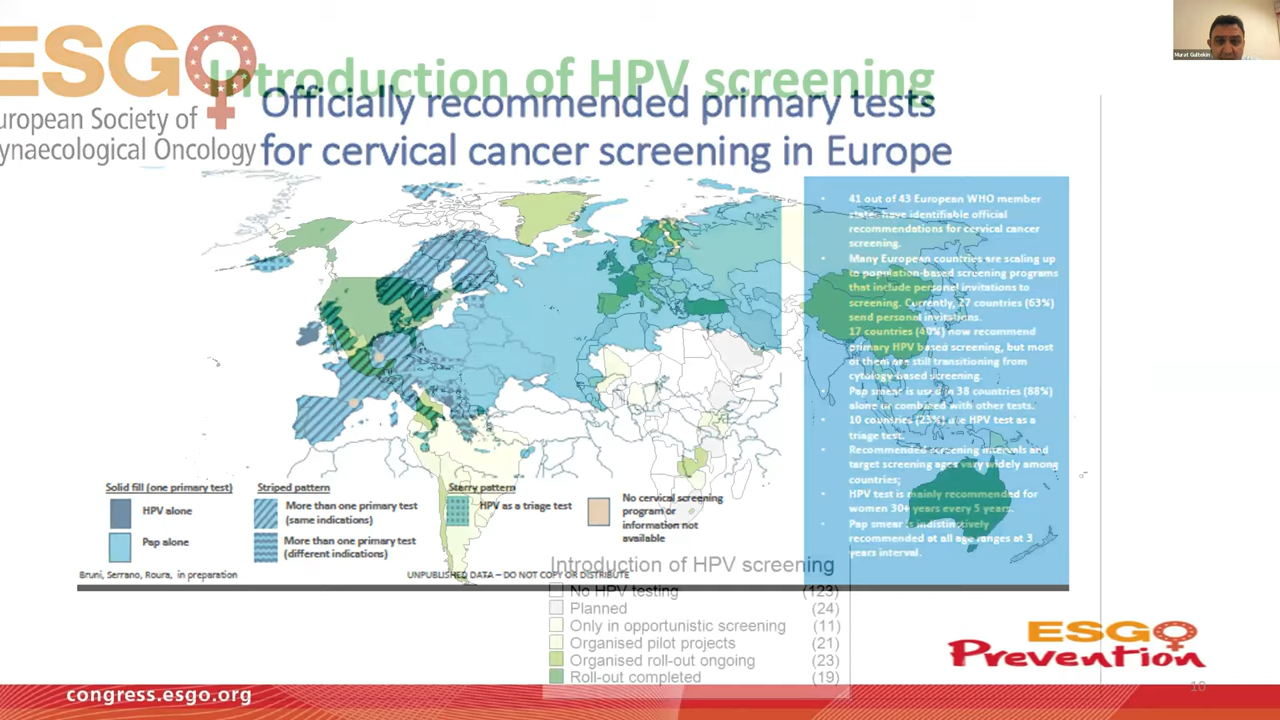 ESGO
Introduction of HPV screening
Officially recommended primary tests
for cervical cancer screening in Europe
uropean Society of
ynaecological Oncology
Murat Gultekin
41 out of 43 European WHO member
states have identifiable official
recommendations for cervical cancer
screening.
Many European countries are scaling up
to population-based screening programs
that include personal invitations to
screening. Currently, 27 countries (63%)
send personal invitations.
17 countries (40%) now recommend
primary HPV based screening, but most
of them are still transitioning from
cytology-based screening.
Pap smear is used in 38 countries (88%)
alone or combined with other tests.
10 countries (23%) use HPV test as a
triage test.
Recommended screening intervals and
target screening ages vary widely among
countries;
HPV test is mainly recommended for
women 30+ years every 5 years.
Pap smear is indistinctively
recommended at all age ranges at 3
years interval.
Solid fill (one primary test)
HPV alone
Pap alone
Striped pattern
More than one primary test
(same indications)
More than one primary test
(different indications)
Starry pattern
HPV as a triage test
No cervical screening
program or
information not
available
Bruni, Serrano, Roura, in preparation
UNPUBLISHED DATA – DO NOT COPY OR DISTRIBUTE
Introduction of HPV screening
No HPV testing (123)
Planned (24)
Only in opportunistic screening (11)
Organised pilot projects (21)
Organised roll-out ongoing (23)
Roll-out completed (19)
ESGO
Prevention
congress.esgo.org
10